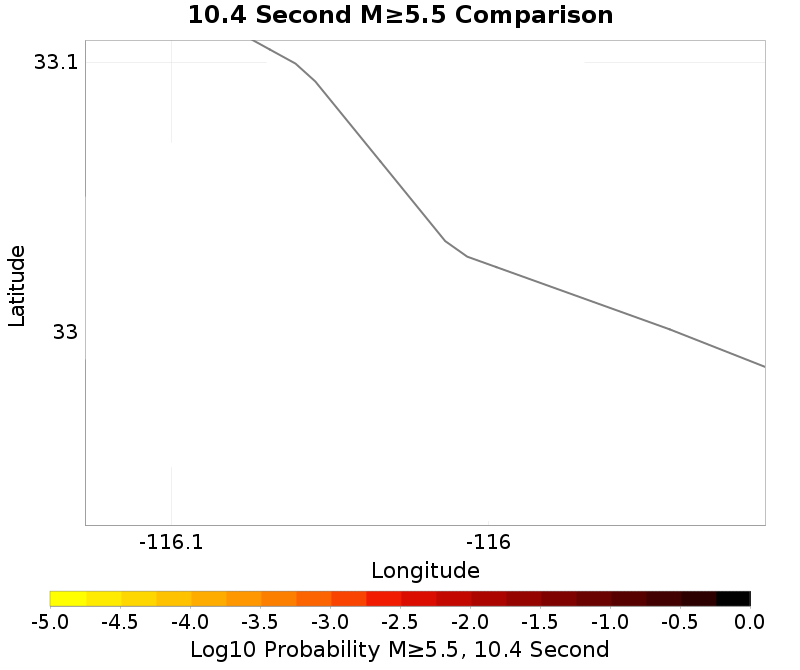 10.4 Second M≥5.5 Comparison
33.1
33
Latitude
-116.1 -116
Longitude
-5.0 -4.5 -4.0 -3.5 -3.0 -2.5 -2.0 -1.5 -1.0 -0.5 0.0
Log10 Probability M≥5.5, 10.4 Second